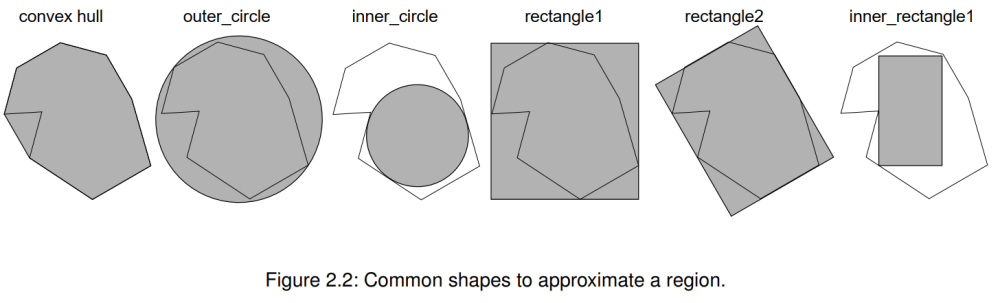 convex hull outer_circle inner_circle rectangle1 rectangle2 inner_rectangle1
Figure 2.2: Common shapes to approximate a region.